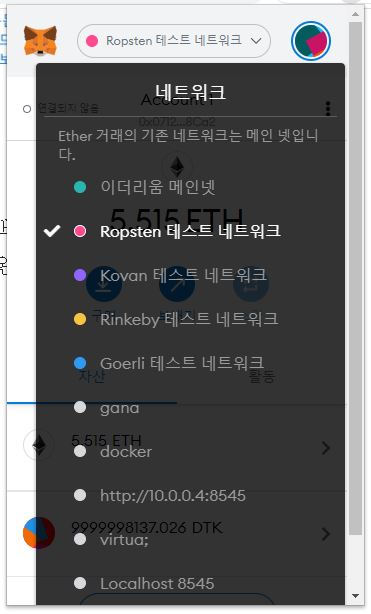 Ropsten 테스트 네트워크
네트워크
연결되지 않음
Account 1
0x0712...8Ca2
Ether 거래의 기존 네트워크는 메인 넷입니
다.
이더리움 메인넷
5.515 ETH
Ropsten 테스트 네트워크
Kovan 테스트 네트워크
Rinkeby 테스트 네트워크
Goerli 테스트 네트워크
자산
활동
gana
5.515 ETH
docker
http://10.0.0.4:8545
9999998137.026 DTK
virtua;
Localhost 8545